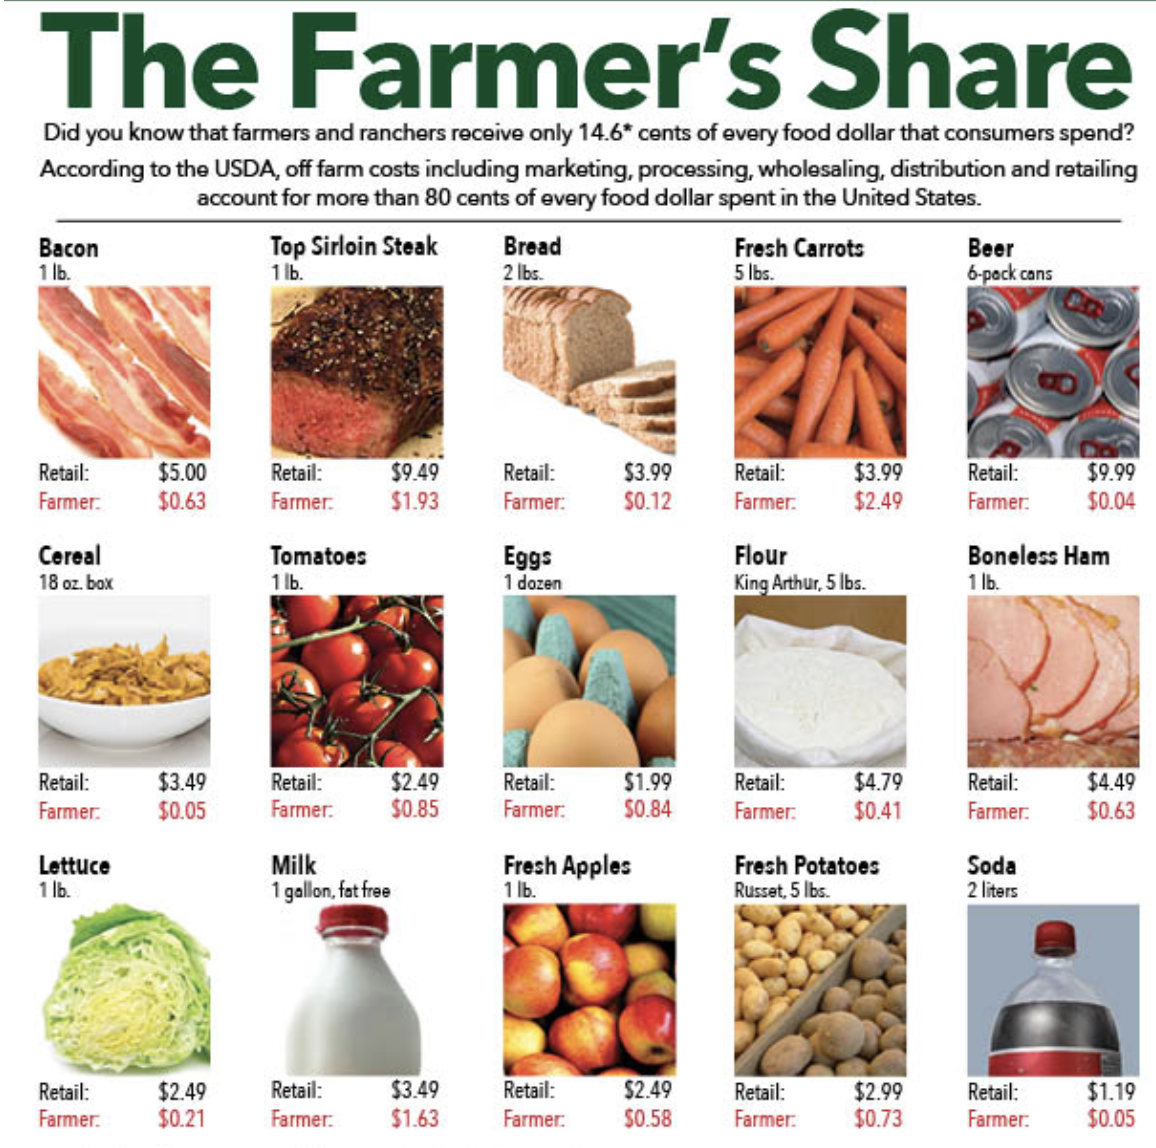 The Farmer's Share
Did you know that farmers and ranchers receive only 14.6* cents of every food dollar that consumers spend?
According to the USDA, off farm costs including marketing, processing, wholesaling, distribution and retailing
account for more than 80 cents of every food dollar spent in the United States.
Bacon
1 lb.
Retail: $5.00
Farmer: $0.63
Top Sirloin Steak
1 lb.
Retail: $9.49
Farmer: $1.93
Bread
2 lbs.
Retail: $3.99
Farmer: $0.12
Fresh Carrots
5 lbs.
Retail: $3.99
Farmer: $2.49
Beer
6-pack cans
Retail: $9.99
Farmer: $0.04
Cereal
18 oz. box
Retail: $3.49
Farmer: $0.05
Tomatoes
1 lb.
Retail: $2.49
Farmer: $0.85
Eggs
1 dozen
Retail: $1.99
Farmer: $0.84
Flour
King Arthur, 5 lbs.
Retail: $4.79
Farmer: $0.41
Boneless Ham
1 lb.
Retail: $4.49
Farmer: $0.63
Lettuce
1 lb.
Retail: $2.49
Farmer: $0.21
Milk
1 gallon, fat free
Retail: $3.49
Farmer: $1.63
Fresh Apples
1 lb.
Retail: $2.49
Farmer: $0.58
Fresh Potatoes
Russet, 5 lbs.
Retail: $2.99
Farmer: $0.73
Soda
2 liters
Retail: $1.19
Farmer: $0.05